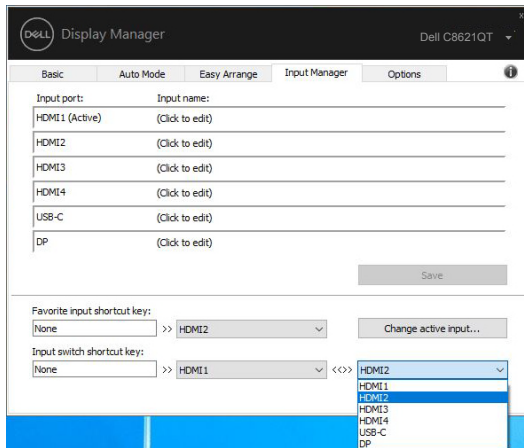 DELL Display Manager
Dell C8621QT
x
Basic Auto Mode Easy Arrange Input Manager Options
Input port: Input name:
HDMI1 (Active) (Click to edit)
HDMI2 (Click to edit)
HDMI3 (Click to edit)
HDMI4 (Click to edit)
USB-C (Click to edit)
DP (Click to edit)
Save
Favorite input shortcut key:
None >> HDMI2 Change active input...
Input switch shortcut key:
None >> HDMI1 <<>> HDMI2
HDMI1
HDMI2
HDMI3
HDMI4
USB-C
DP